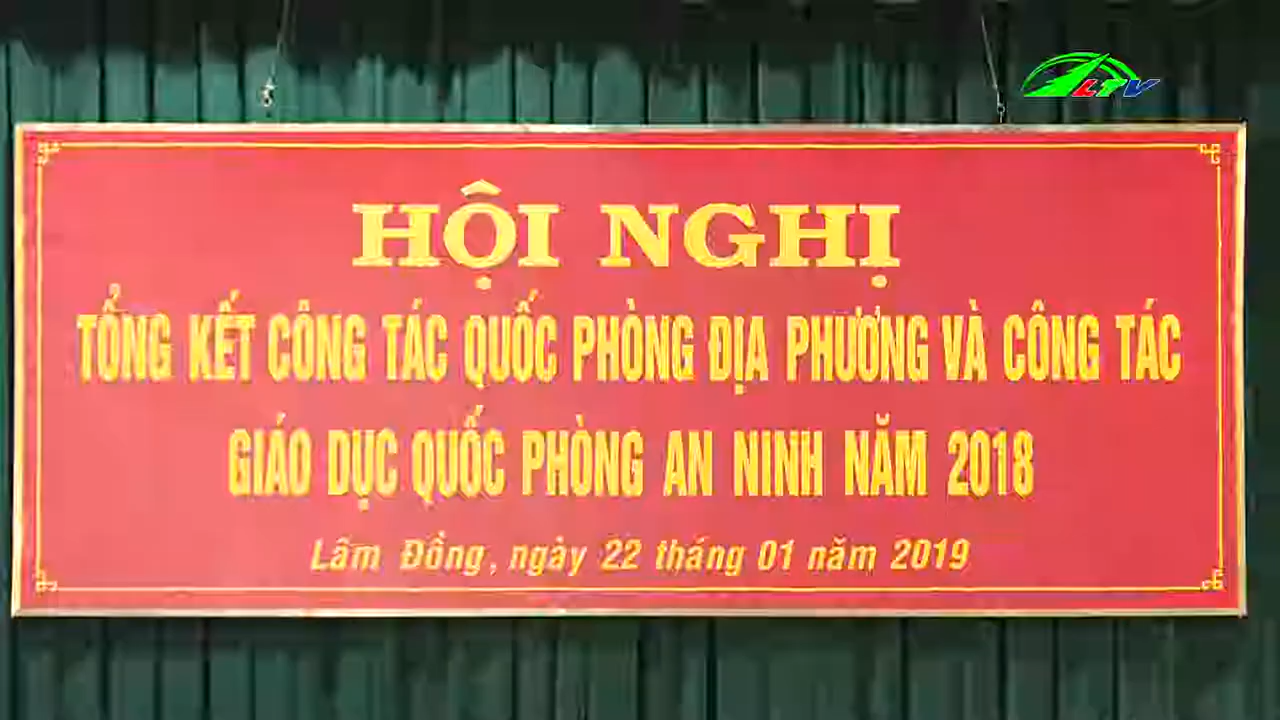 LTV
HỘI NGHỊ
TỔNG KẾT CÔNG TÁC QUỐC PHÒNG ĐỊA PHƯƠNG VÀ CÔNG TÁC
GIÁO DỤC QUỐC PHÒNG AN NINH NĂM 2018
Lâm Đồng, ngày 22 tháng 01 năm 2019